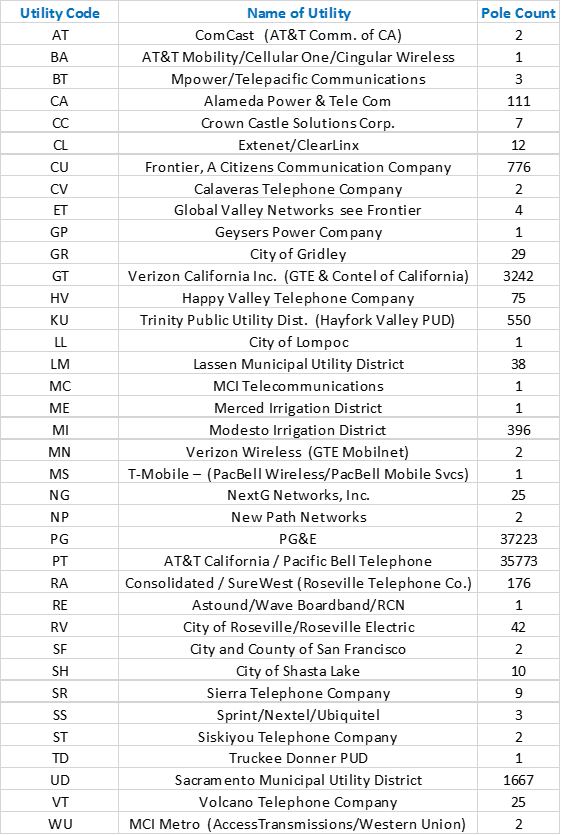 Utility Code Name of Utility Pole Count
AT ComCast (AT&T Comm. of CA) 2
BA AT&T Mobility/Cellular One/Cingular Wireless 1
BT Mpower/Telepacific Communications 3
CA Alameda Power & Tele Com 111
CC Crown Castle Solutions Corp. 7
CL Extenet/ClearLinx 12
CU Frontier, A Citizens Communication Company 776
CV Calaveras Telephone Company 2
ET Global Valley Networks see Frontier 4
GP Geysers Power Company 1
GR City of Gridley 29
GT Verizon California Inc. (GTE & Contel of California) 3242
HV Happy Valley Telephone Company 75
KU Trinity Public Utility Dist. (Hayfork Valley PUD) 550
LL City of Lompoc 1
LM Lassen Municipal Utility District 38
MC MCI Telecommunications 1
ME Merced Irrigation District 1
MI Modesto Irrigation District 396
MN Verizon Wireless (GTE Mobilnet) 2
MS T-Mobile – (PacBell Wireless/PacBell Mobile Svcs) 1
NG NextG Networks, Inc. 25
NP New Path Networks 2
PG PG&E 37223
PT AT&T California / Pacific Bell Telephone 35773
RA Consolidated / SureWest (Roseville Telephone Co.) 176
RE Astound/Wave Boardband/RCN 1
RV City of Roseville/Roseville Electric 42
SF City and County of San Francisco 2
SH City of Shasta Lake 10
SR Sierra Telephone Company 9
SS Sprint/Nextel/Ubiquitel 3
ST Siskiyou Telephone Company 2
TD Truckee Donner PUD 1
UD Sacramento Municipal Utility District 1667
VT Volcano Telephone Company 25
WU MCI Metro (AccessTransmissions/Western Union) 2